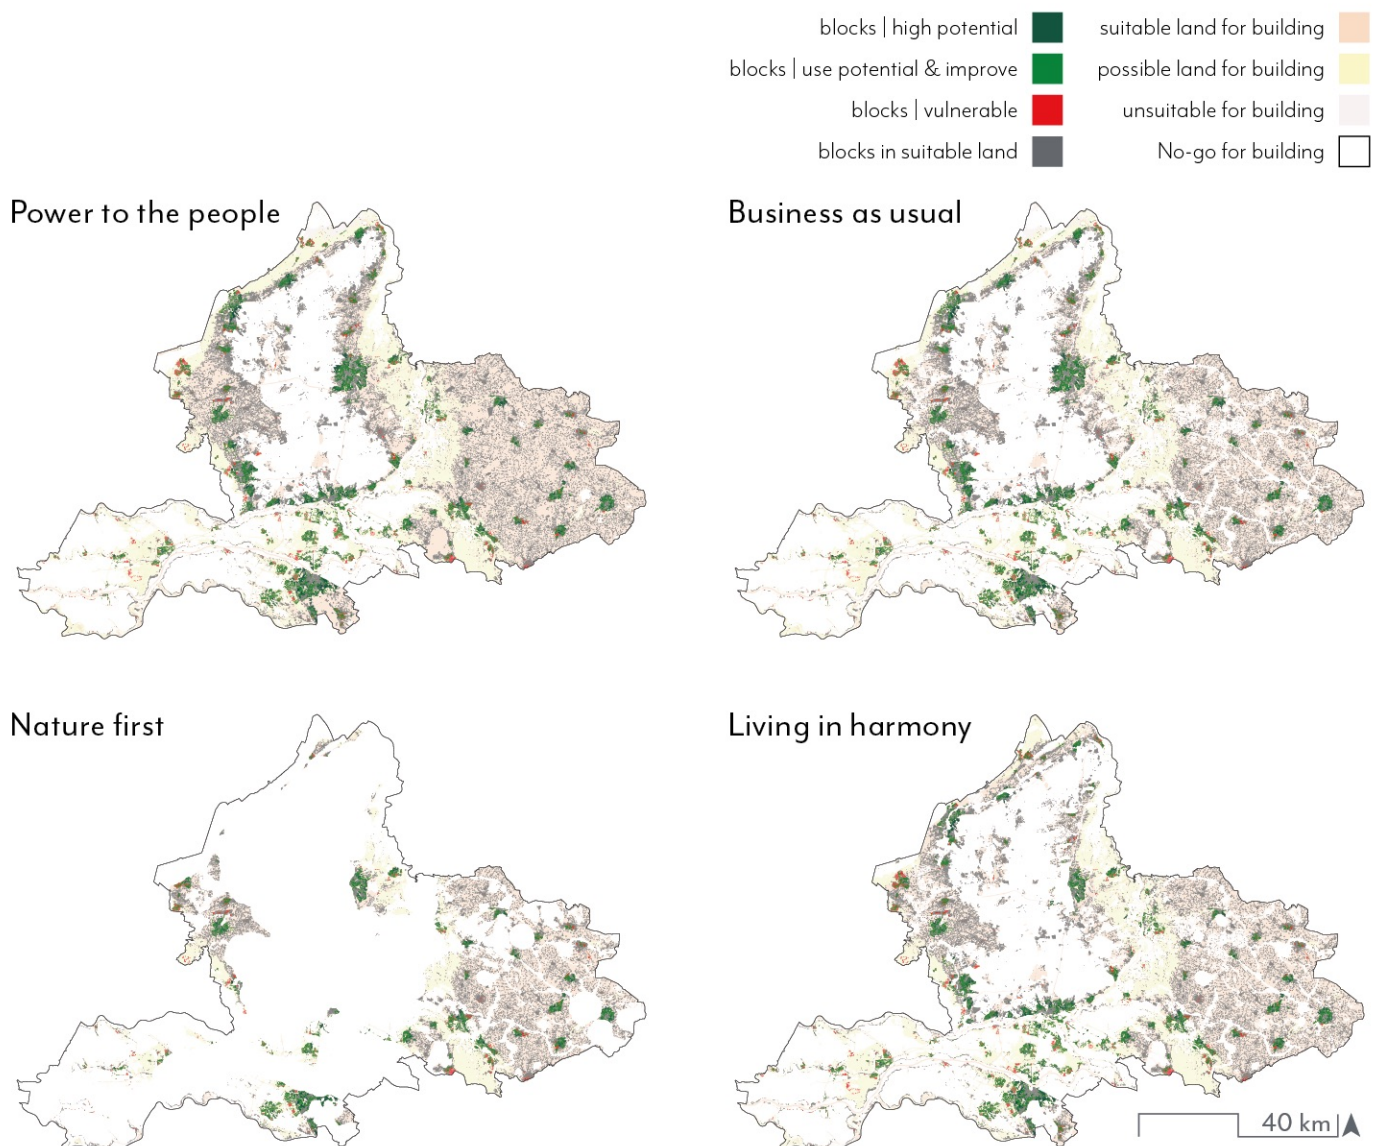 blocks | high potential
suitable land for building
blocks | use potential & improve
possible land for building
blocks | vulnerable
unsuitable for building
blocks in suitable land
No-go for building
Power to the people
Business as usual
Nature first
Living in harmony
40 km